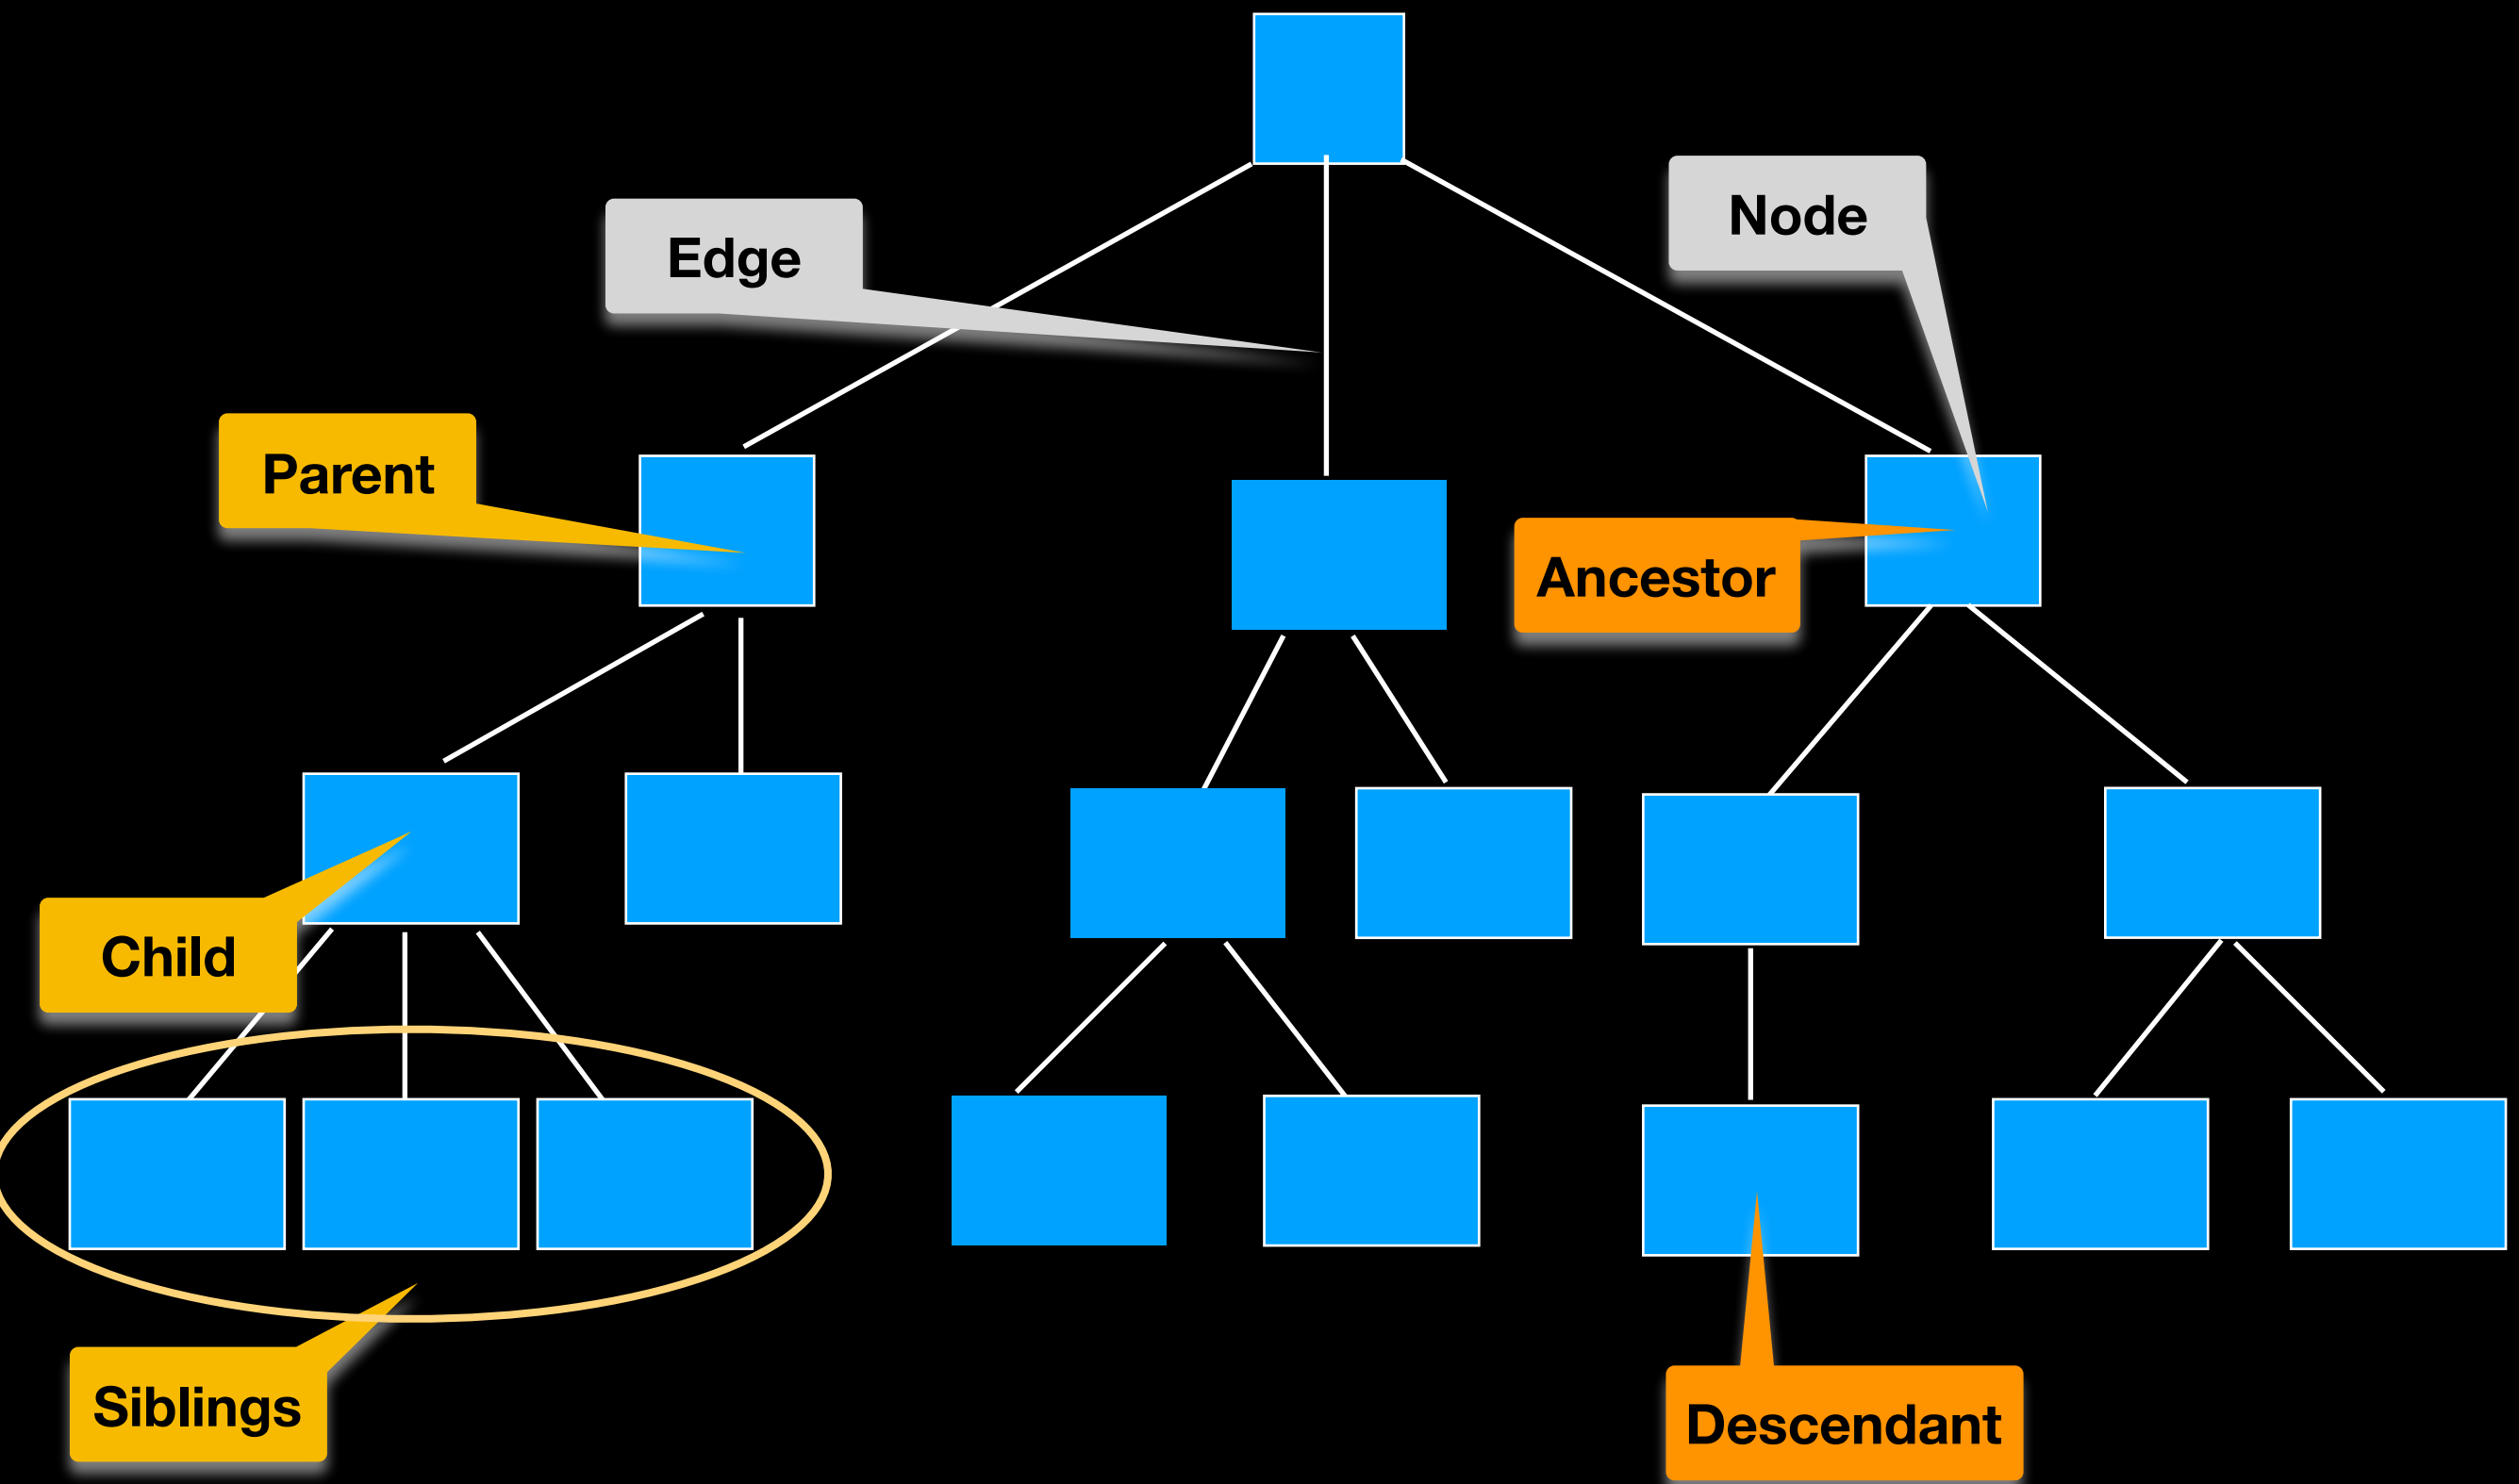 Node
Edge
Parent
Ancestor
Child
Siblings
Descendant